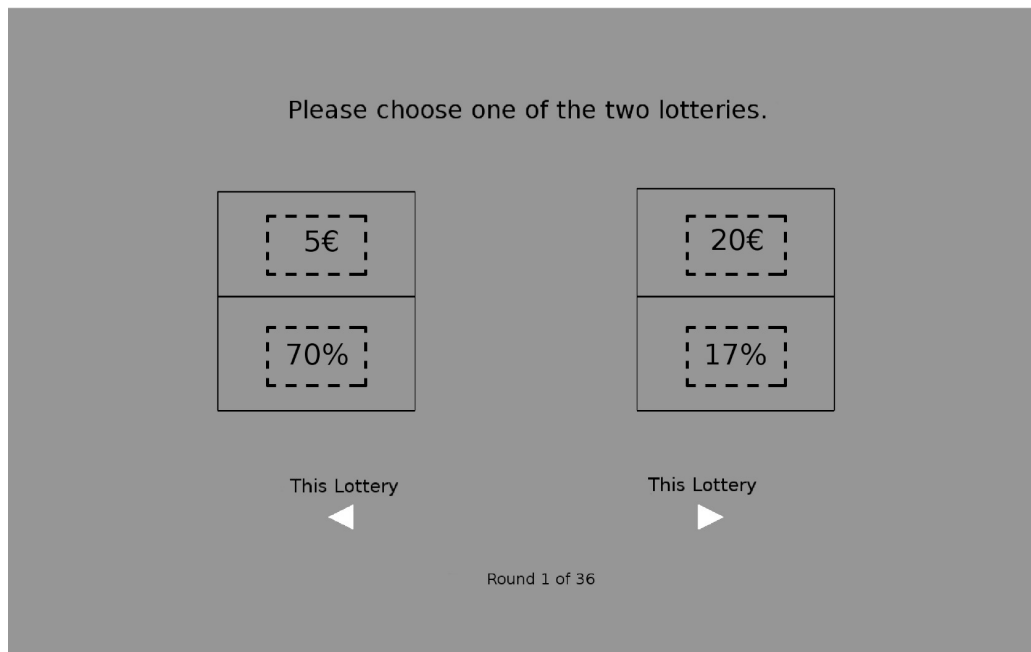 Please choose one of the two lotteries.
5€
20€
70%
17%
This Lottery
This Lottery
Round 1 of 36